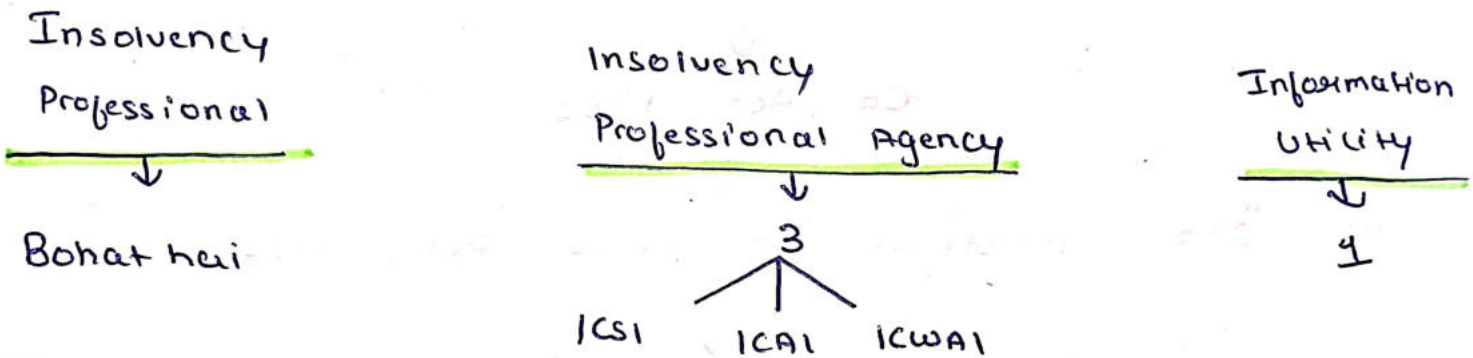 Insolvency
Professional
↓
Bohat hai
Insolvency
Professional Agency
↓
3
ICSI ICAI ICWAI
Information
Utility
↓
1